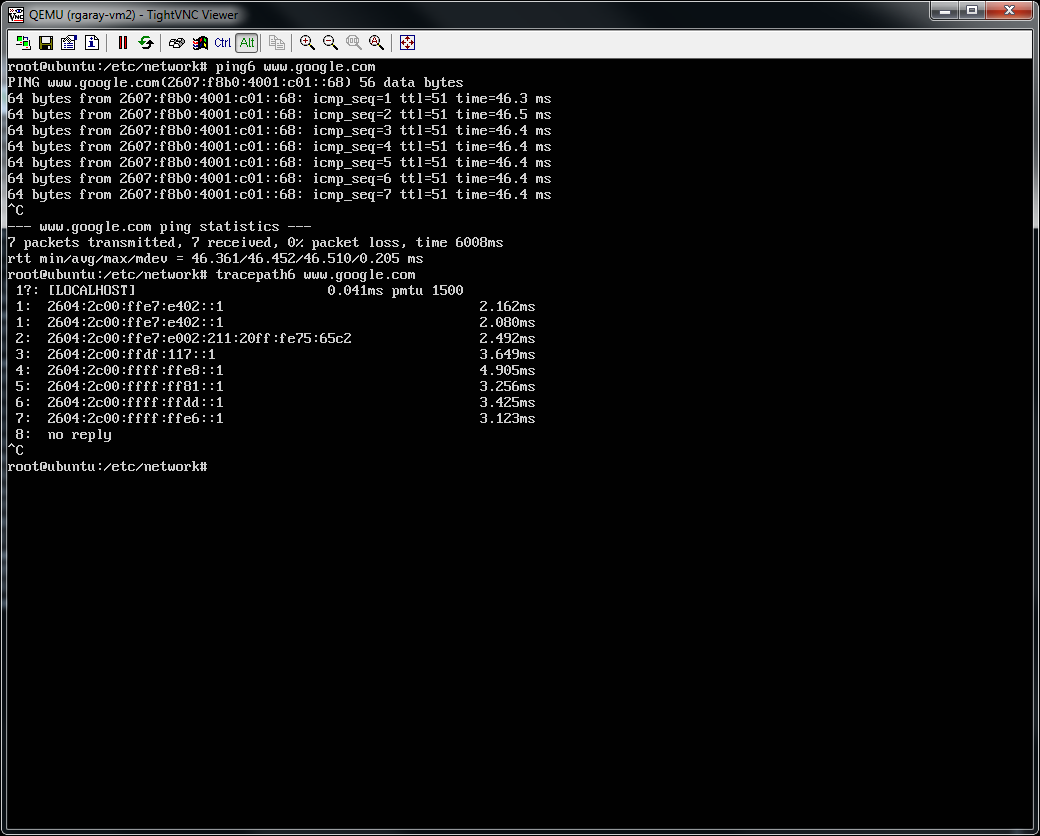 QEMU (rgaray-vm2) - TightVNC Viewer
Ctrl Alt
root@ubuntu:/etc/network# ping6 www.google.com
PING www.google.com(2607:f8b0:4001:c01::68) 56 data bytes
64 bytes from 2607:f8b0:4001:c01::68: icmp_seq=1 ttl=51 time=46.3 ms
64 bytes from 2607:f8b0:4001:c01::68: icmp_seq=2 ttl=51 time=46.5 ms
64 bytes from 2607:f8b0:4001:c01::68: icmp_seq=3 ttl=51 time=46.4 ms
64 bytes from 2607:f8b0:4001:c01::68: icmp_seq=4 ttl=51 time=46.4 ms
64 bytes from 2607:f8b0:4001:c01::68: icmp_seq=5 ttl=51 time=46.4 ms
64 bytes from 2607:f8b0:4001:c01::68: icmp_seq=6 ttl=51 time=46.4 ms
64 bytes from 2607:f8b0:4001:c01::68: icmp_seq=7 ttl=51 time=46.4 ms
^C
--- www.google.com ping statistics ---
7 packets transmitted, 7 received, 0% packet loss, time 6008ms
rtt min/avg/max/mdev = 46.361/46.452/46.510/0.205 ms
root@ubuntu:/etc/network# tracepath6 www.google.com
1?: [LOCALHOST] 0.041ms pmtu 1500
1: 2604:2c00:ffe7:e402::1 2.162ms
1: 2604:2c00:ffe7:e402::1 2.080ms
2: 2604:2c00:ffe7:e002:211:20ff:fe75:65c2 2.492ms
3: 2604:2c00:ffdf:117::1 3.649ms
4: 2604:2c00:ffff:ffe8::1 4.905ms
5: 2604:2c00:ffff:ff81::1 3.256ms
6: 2604:2c00:ffff:ffdd::1 3.425ms
7: 2604:2c00:ffff:ffe6::1 3.123ms
8: no reply
^C
root@ubuntu:/etc/network#